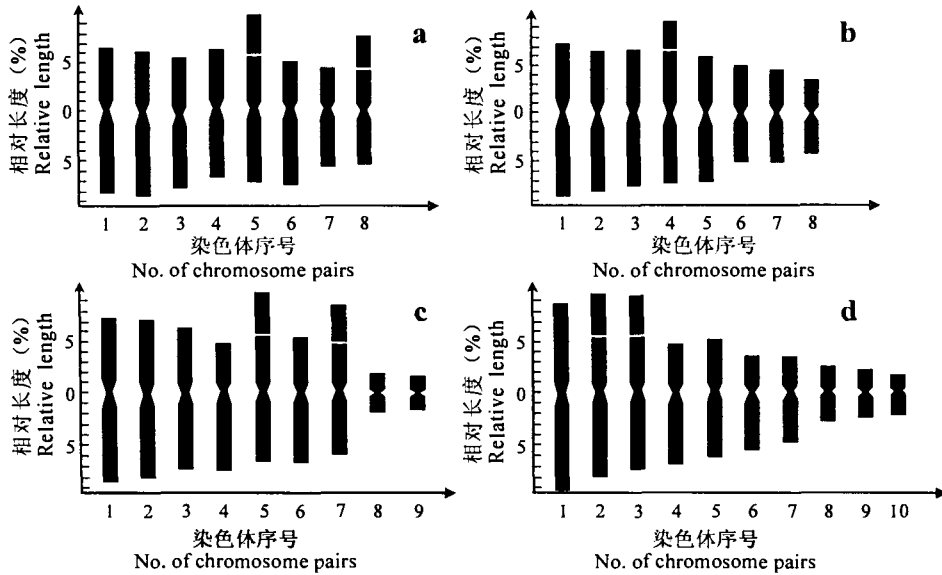 a
相对长度 (%)
Relative length
5
0
5
1 2 3 4 5 6 7 8
染色体序号
No. of chromosome pairs
b
相对长度 (%)
Relative length
5
0
5
1 2 3 4 5 6 7 8
染色体序号
No. of chromosome pairs
c
相对长度 (%)
Relative length
5
0
5
1 2 3 4 5 6 7 8 9
染色体序号
No. of chromosome pairs
d
相对长度 (%)
Relative length
5
0
5
1 2 3 4 5 6 7 8 9 10
染色体序号
No. of chromosome pairs